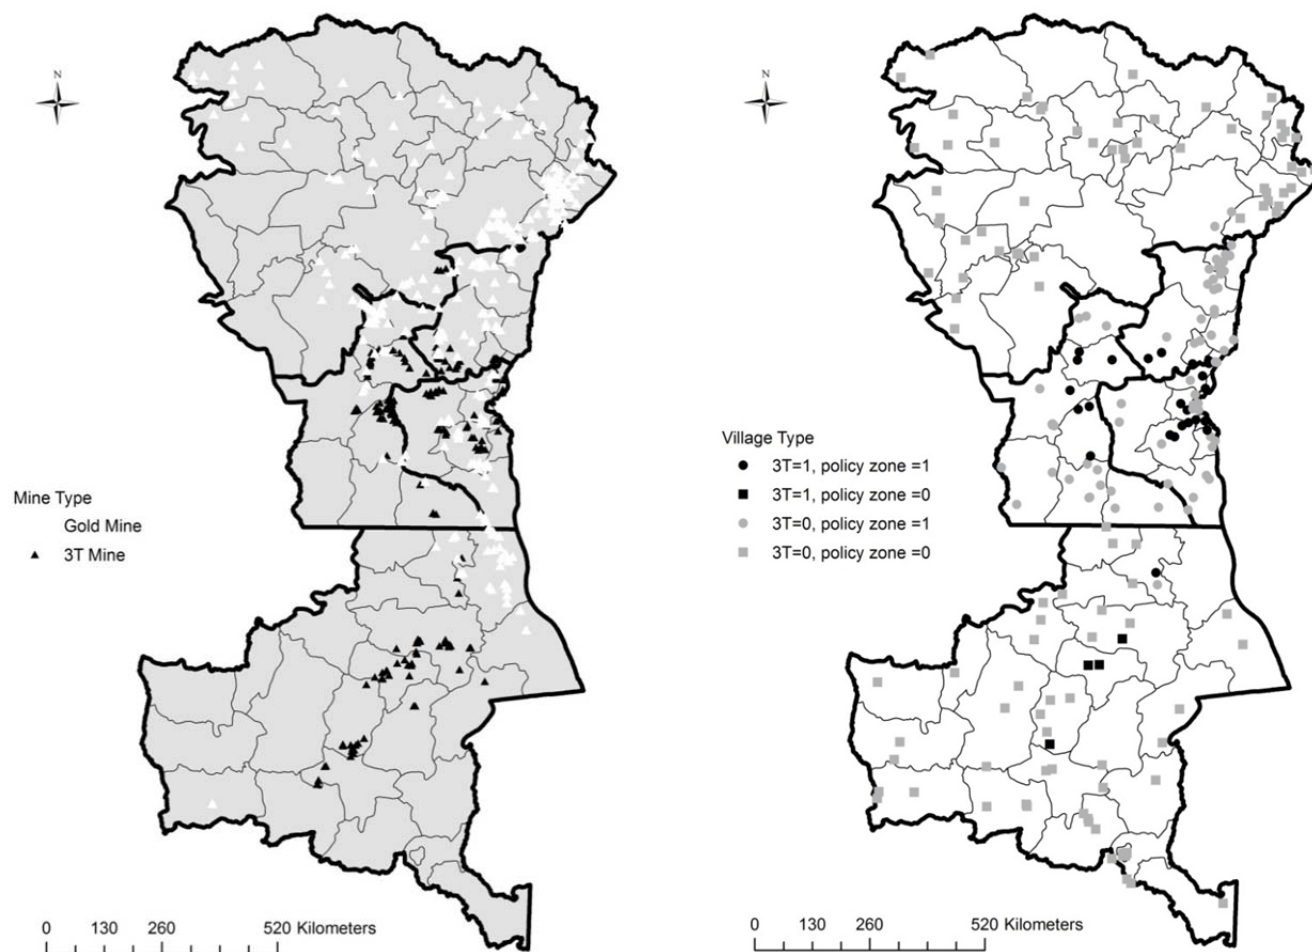 N
N
Mine Type
Gold Mine
3T Mine
Village Type
3T=1, policy zone =1
3T=1, policy zone =0
3T=0, policy zone =1
3T=0, policy zone =0
0 130 260 520 Kilometers
0 130 260 520 Kilometers